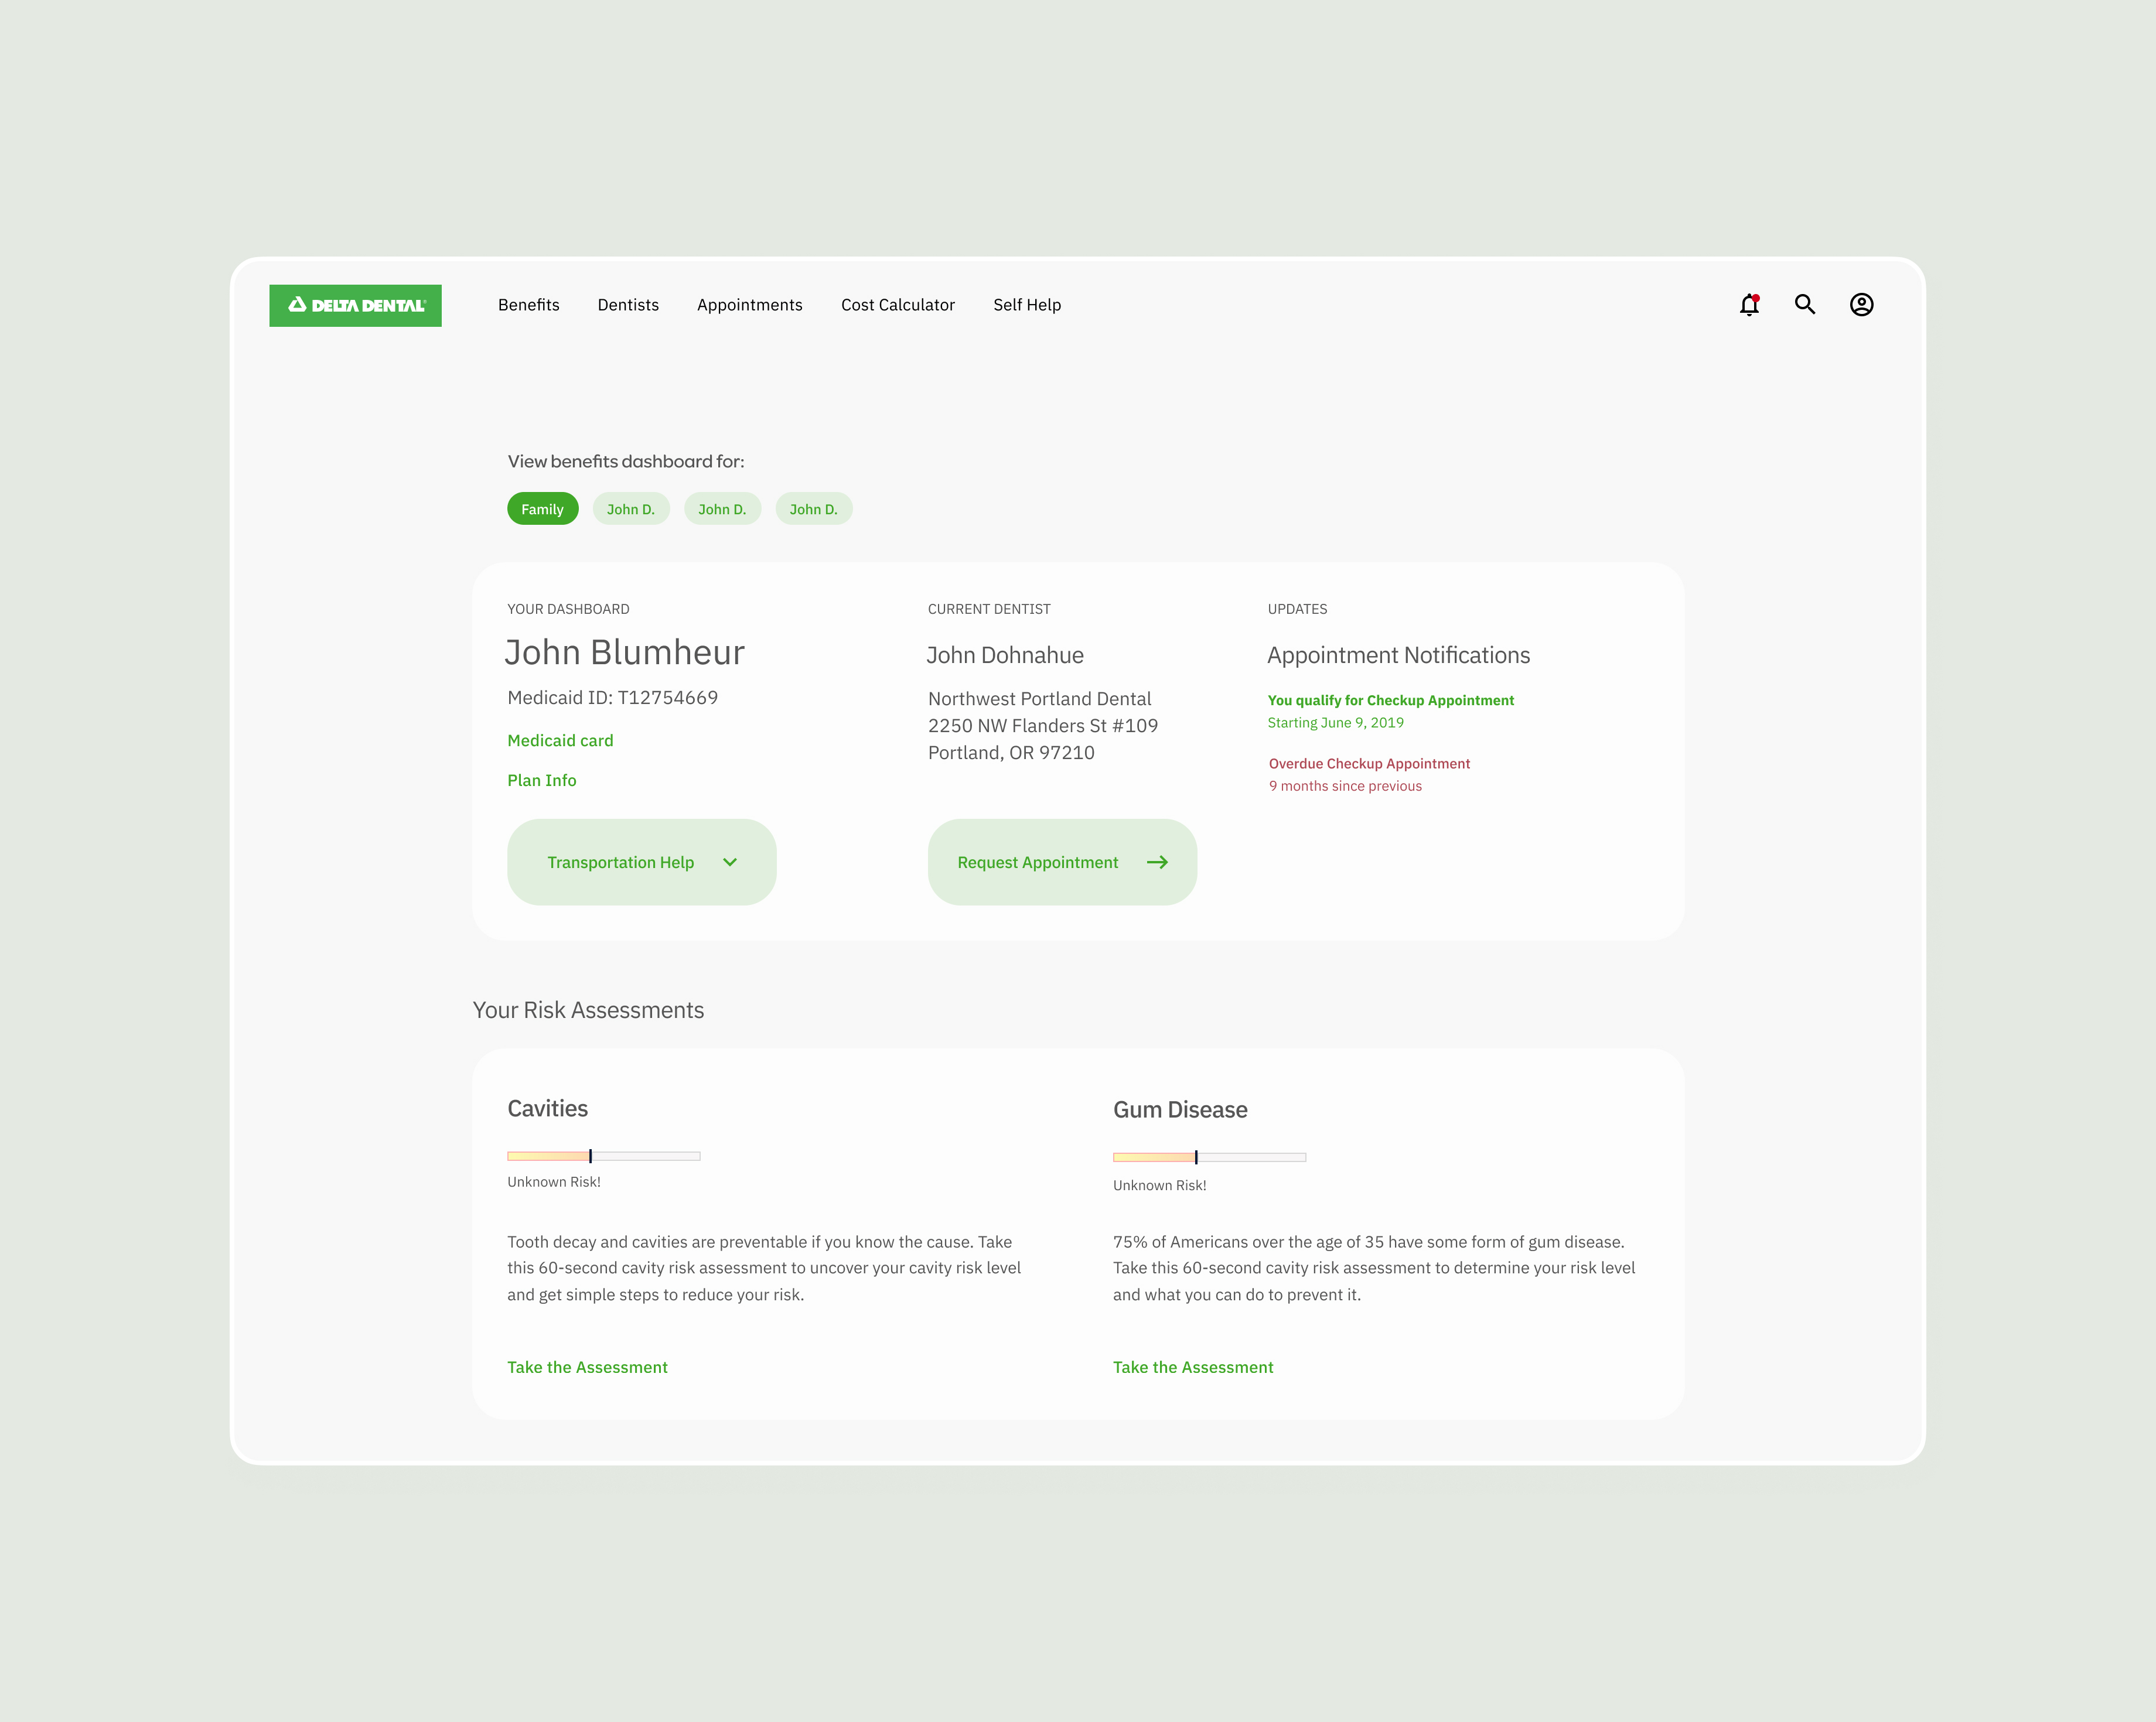 DELTA DENTAL
Benefits
Dentists
Appointments
Cost Calculator
Self Help
View benefits dashboard for:
Family
John D.
John D.
John D.
YOUR DASHBOARD
John Blumheur
Medicaid ID: T12754669
Medicaid card
Plan Info
Transportation Help
CURRENT DENTIST
John Dohnahue
Northwest Portland Dental
2250 NW Flanders St #109
Portland, OR 97210
Request Appointment
UPDATES
Appointment Notifications
You qualify for Checkup Appointment
Starting June 9, 2019
Overdue Checkup Appointment
9 months since previous
Your Risk Assessments
Cavities
Unknown Risk!
Tooth decay and cavities are preventable if you know the cause. Take
this 60-second cavity risk assessment to uncover your cavity risk level
and get simple steps to reduce your risk.
Take the Assessment
Gum Disease
Unknown Risk!
75% of Americans over the age of 35 have some form of gum disease.
Take this 60-second cavity risk assessment to determine your risk level
and what you can do to prevent it.
Take the Assessment